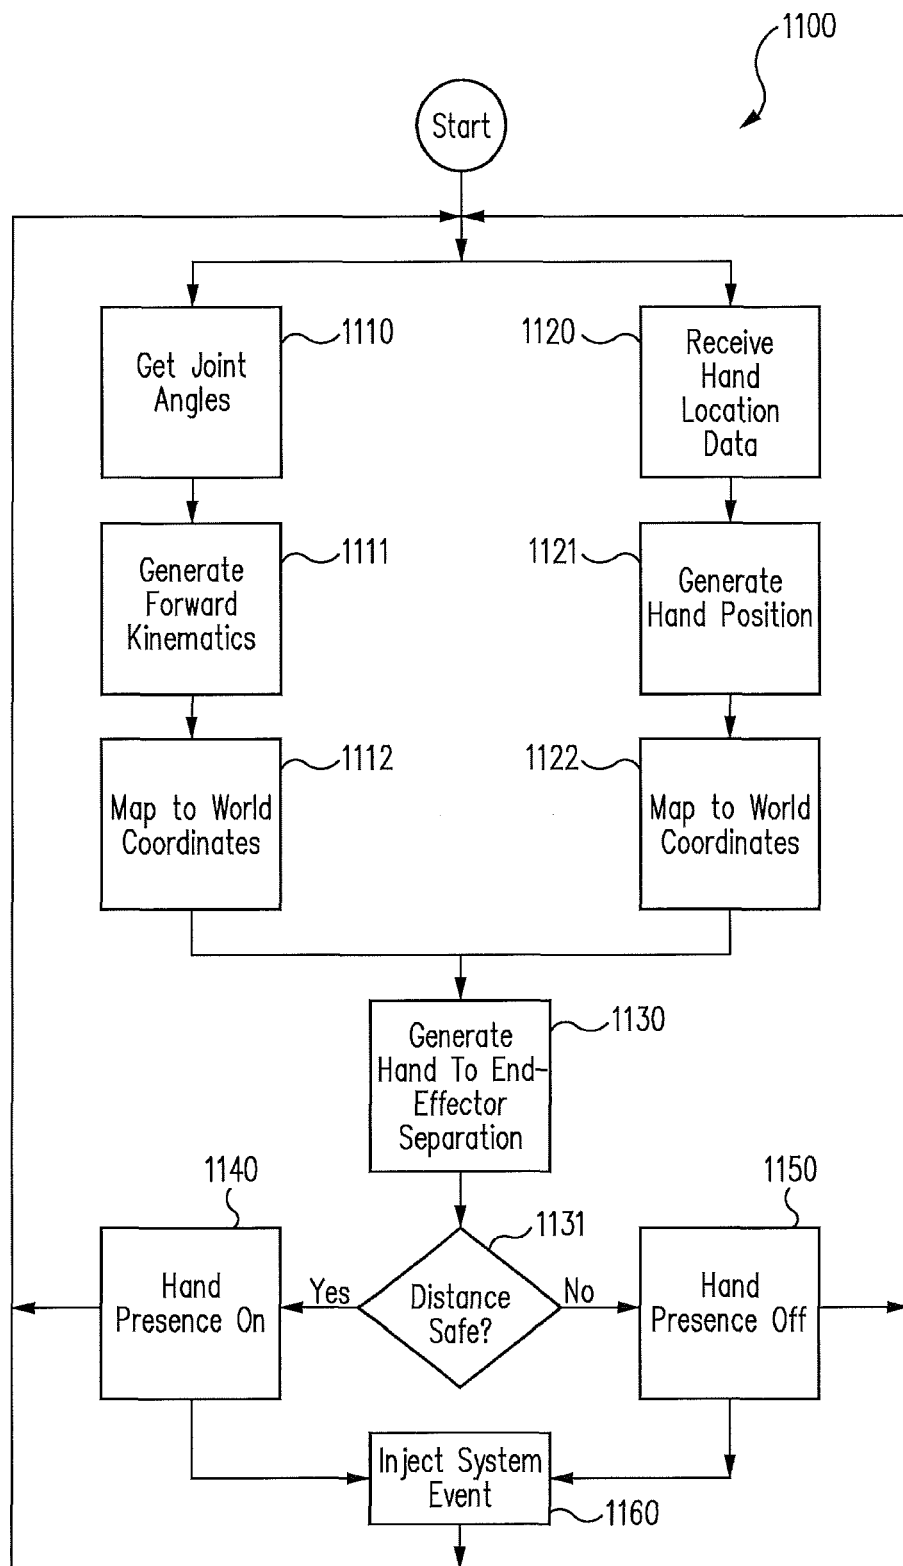 1100
Start
1110
Get Joint
Angles
1120
Receive
Hand
Location
Data
1111
Generate
Forward
Kinematics
1121
Generate
Hand Position
1112
Map to World
Coordinates
1122
Map to World
Coordinates
1130
Generate
Hand To End-
Effector
Separation
1140
Hand
Presence On
1131
Yes
Distance
Safe?
No
1150
Hand
Presence Off
Inject System
Event
1160